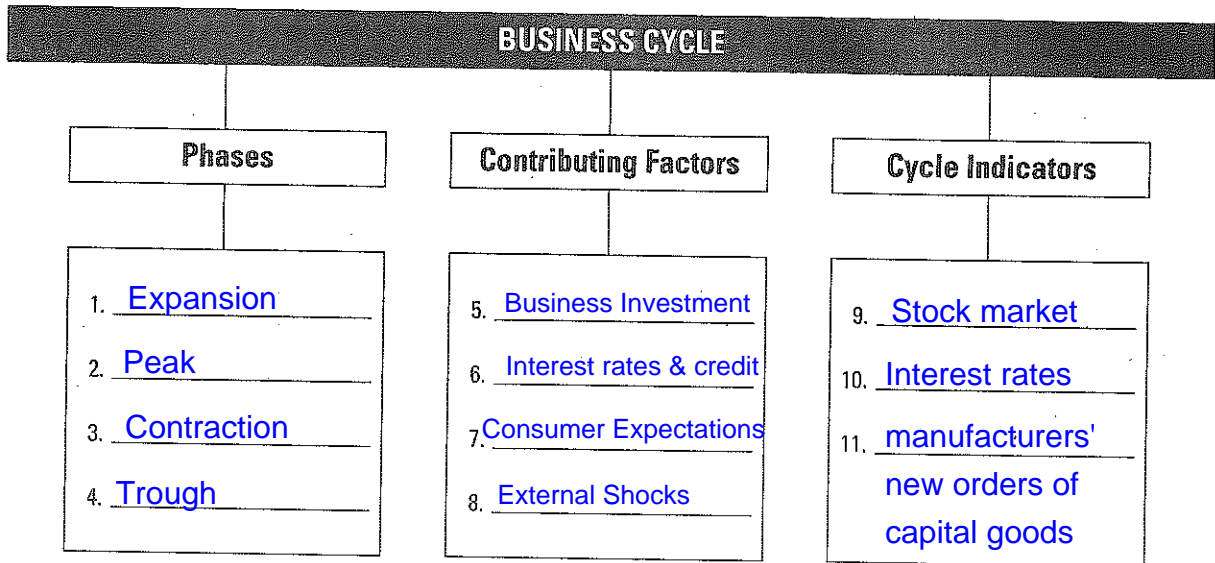 BUSINESS CYCLE
Phases
1. Expansion
2. Peak
3. Contraction
4. Trough
Contributing Factors
5. Business Investment
6. Interest rates & credit
7. Consumer Expectations
8. External Shocks
Cycle Indicators
9. Stock market
10. Interest rates
11. manufacturers'
new orders of
capital goods